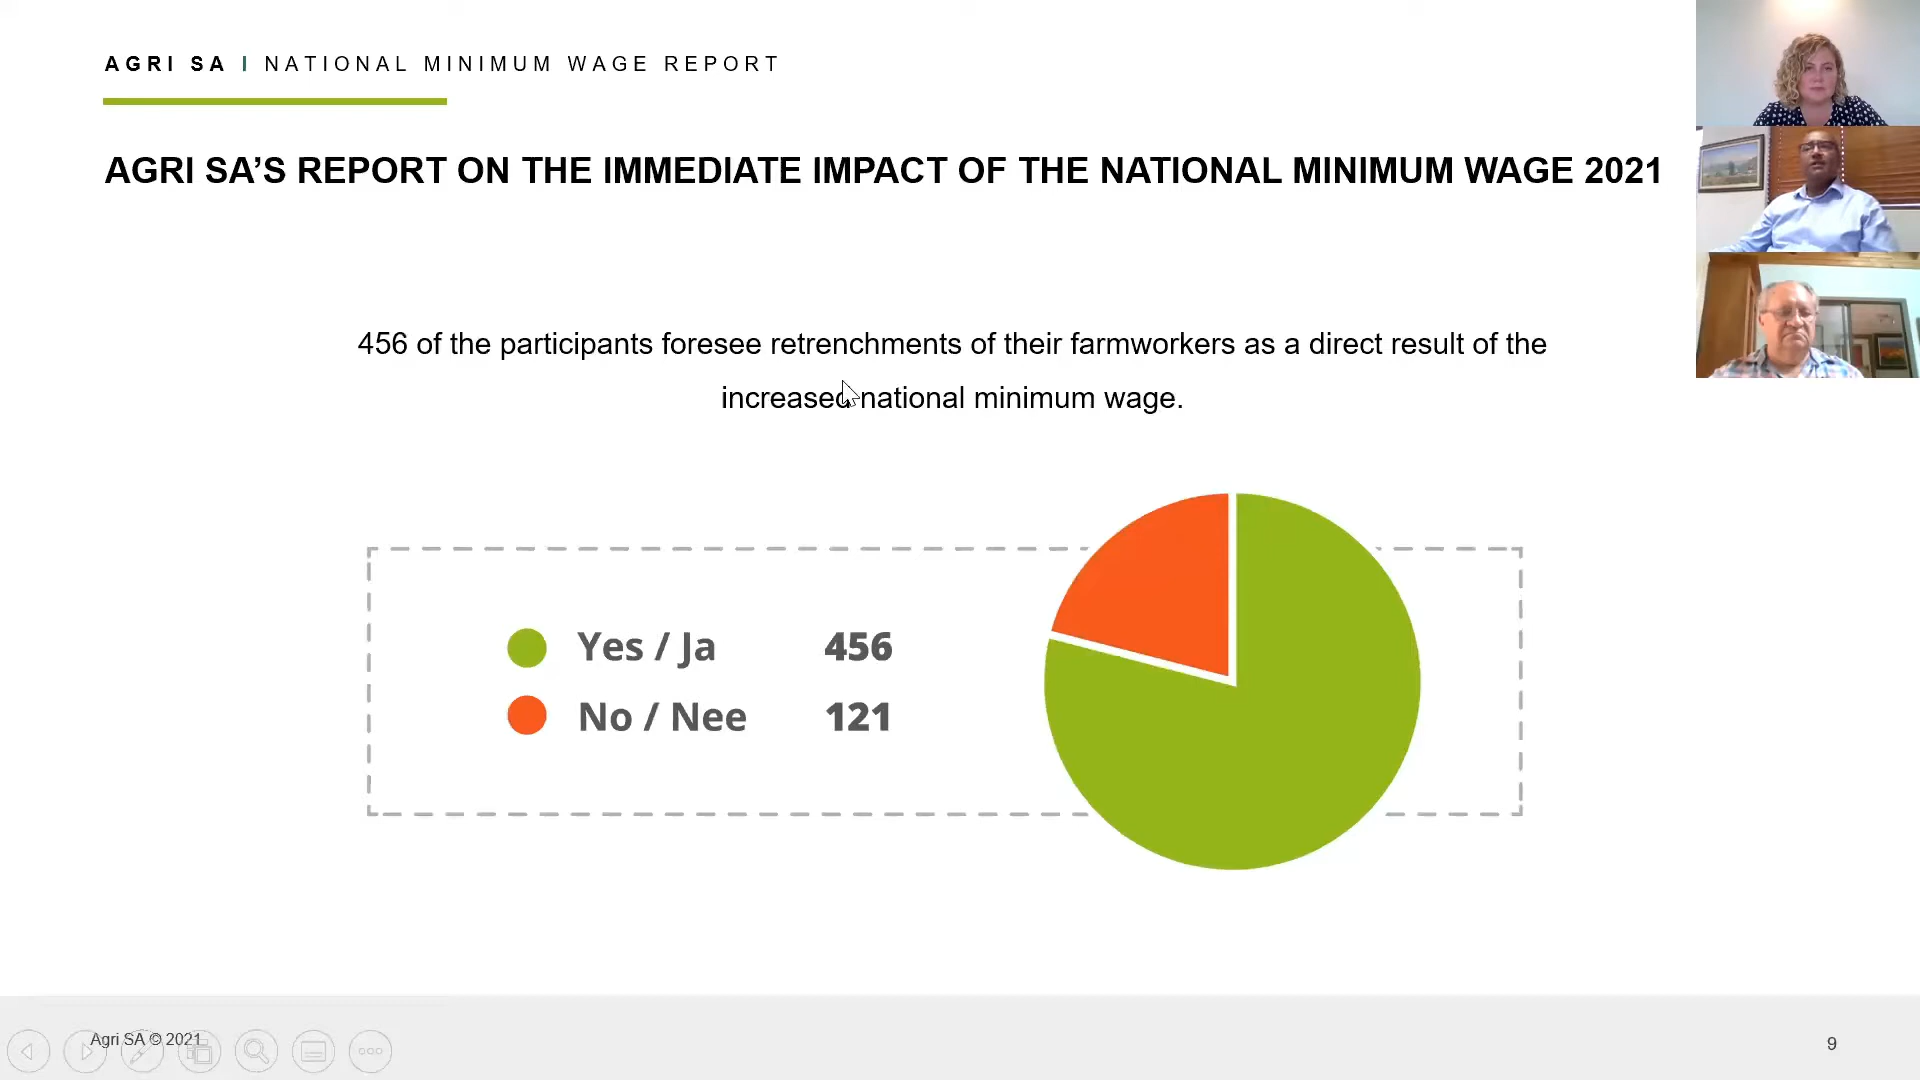 AGRI SA I NATIONAL MINIMUM WAGE REPORT
AGRI SA’S REPORT ON THE IMMEDIATE IMPACT OF THE NATIONAL MINIMUM WAGE 2021
456 of the participants foresee retrenchments of their farmworkers as a direct result of the
increased national minimum wage.
Yes / Ja 456
No / Nee 121
Agri SA © 2021
9